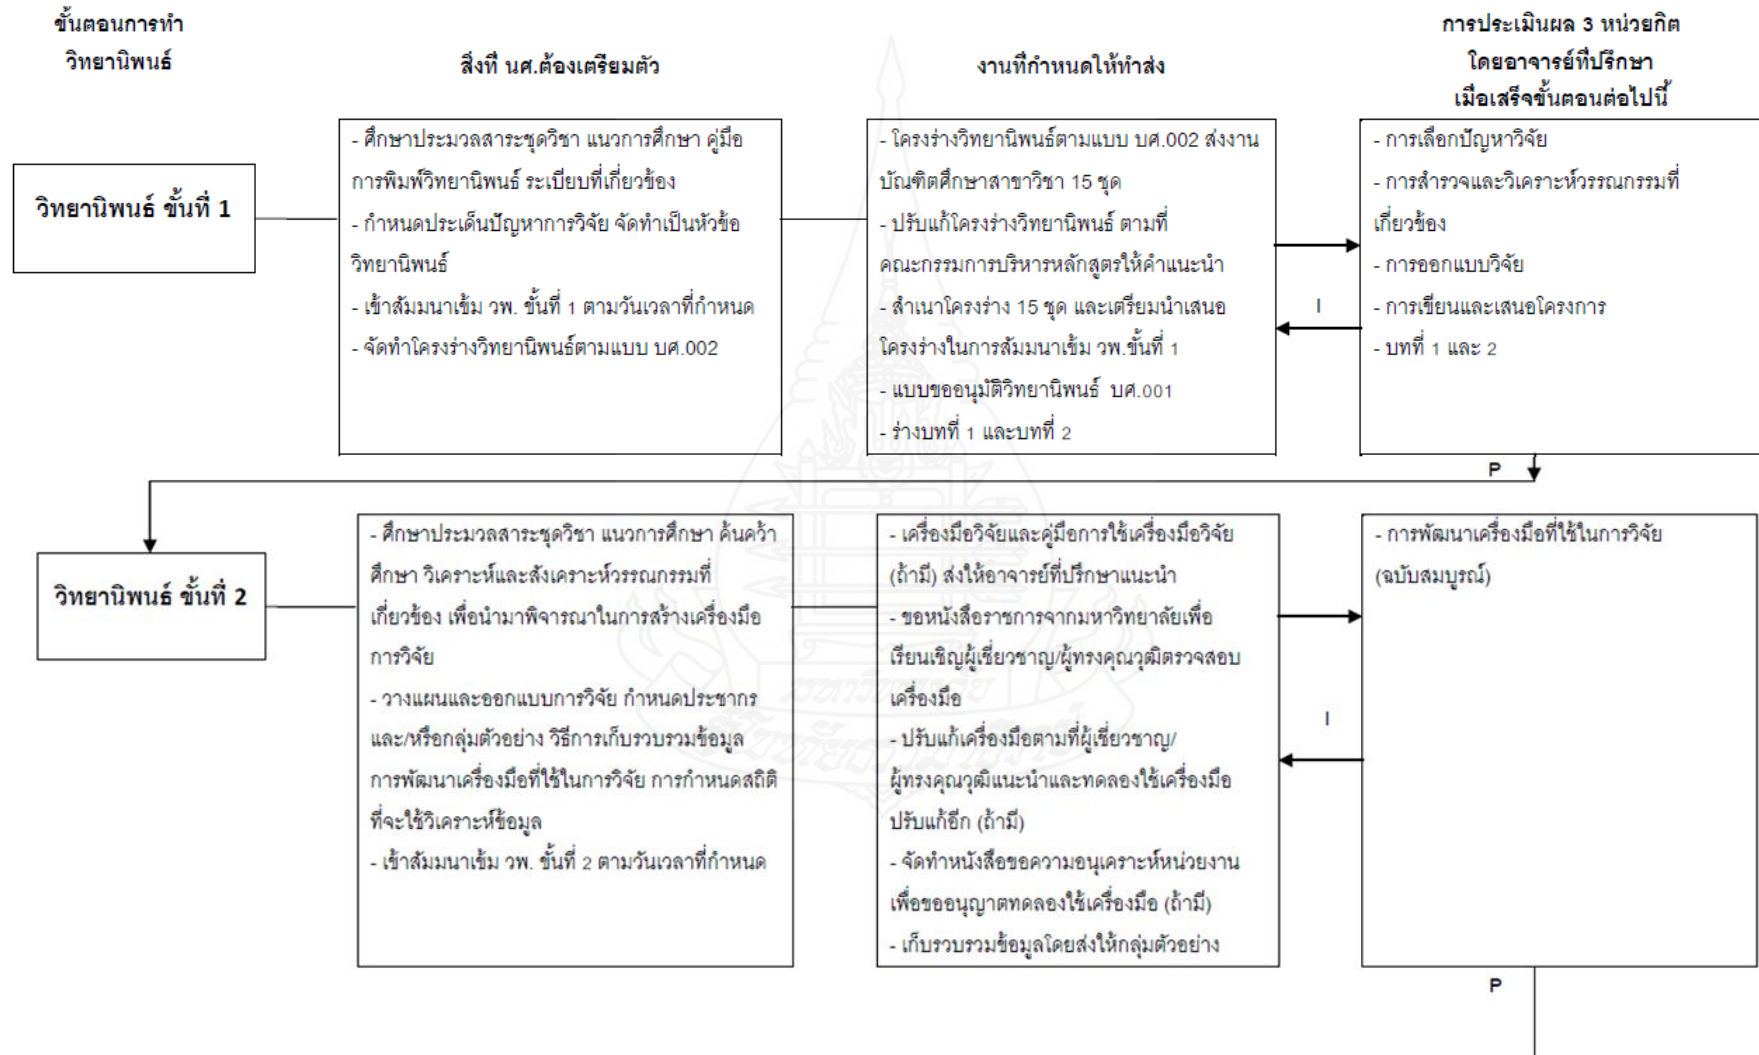 ขั้นตอนการทำ
วิทยานิพนธ์
สิ่งที่ นศ.ต้องเตรียมตัว
งานที่กำหนดให้ทำส่ง
การประเมินผล 3 หน่วยกิต
โดยอาจารย์ที่ปรึกษา
เมื่อเสร็จขั้นตอนต่อไปนี้
วิทยานิพนธ์ ขั้นที่ 1
- ศึกษาประมวลสาระชุดวิชา แนวการศึกษา คู่มือ
การพิมพ์วิทยานิพนธ์ ระเบียบที่เกี่ยวข้อง
- กำหนดประเด็นปัญหาการวิจัย จัดทำเป็นหัวข้อ
วิทยานิพนธ์
- เข้าสัมมนาเข้ม วพ. ขั้นที่ 1 ตามวันเวลาที่กำหนด
- จัดทำโครงร่างวิทยานิพนธ์ตามแบบ บศ.002
- โครงร่างวิทยานิพนธ์ตามแบบ บศ.002 ส่งงาน
บัณฑิตศึกษาสาขาวิชา 15 ชุด
- ปรับแก้โครงร่างวิทยานิพนธ์ ตามที่
คณะกรรมการบริหารหลักสูตรให้คำแนะนำ
- สำเนาโครงร่าง 15 ชุด และเตรียมนำเสนอ
โครงร่างในการสัมมนาเข้ม วพ.ขั้นที่ 1
- แบบขออนุมัติวิทยานิพนธ์ บศ.001
- ร่างบทที่ 1 และบทที่ 2
I
- การเลือกปัญหาวิจัย
- การสำรวจและวิเคราะห์วรรณกรรมที่
เกี่ยวข้อง
- การออกแบบวิจัย
- การเขียนและเสนอโครงการ
- บทที่ 1 และ 2
P
วิทยานิพนธ์ ขั้นที่ 2
- ศึกษาประมวลสาระชุดวิชา แนวการศึกษา ค้นคว้า
ศึกษา วิเคราะห์และสังเคราะห์วรรณกรรมที่
เกี่ยวข้อง เพื่อนำมาพิจารณาในการสร้างเครื่องมือ
การวิจัย
- วางแผนและออกแบบการวิจัย กำหนดประชากร
และ/หรือกลุ่มตัวอย่าง วิธีการเก็บรวบรวมข้อมูล
การพัฒนาเครื่องมือที่ใช้ในการวิจัย การกำหนดสถิติ
ที่จะใช้วิเคราะห์ข้อมูล
- เข้าสัมมนาเข้ม วพ. ขั้นที่ 2 ตามวันเวลาที่กำหนด
- เครื่องมือวิจัยและคู่มือการใช้เครื่องมือวิจัย
(ถ้ามี) ส่งให้อาจารย์ที่ปรึกษาแนะนำ
- ขอหนังสือราชการจากมหาวิทยาลัยเพื่อ
เรียนเชิญผู้เชี่ยวชาญ/ผู้ทรงคุณวุฒิตรวจสอบ
เครื่องมือ
- ปรับแก้เครื่องมือตามที่ผู้เชี่ยวชาญ/
ผู้ทรงคุณวุฒิแนะนำและทดลองใช้เครื่องมือ
ปรับแก้อีก (ถ้ามี)
- จัดทำหนังสือขอความอนุเคราะห์หน่วยงาน
เพื่อขออนุญาตทดลองใช้เครื่องมือ (ถ้ามี)
- เก็บรวบรวมข้อมูลโดยส่งให้กลุ่มตัวอย่าง
I
- การพัฒนาเครื่องมือที่ใช้ในการวิจัย
(ฉบับสมบูรณ์)
P
มหาวิทยาลัย
สุโขทัยธรรมาธิราช